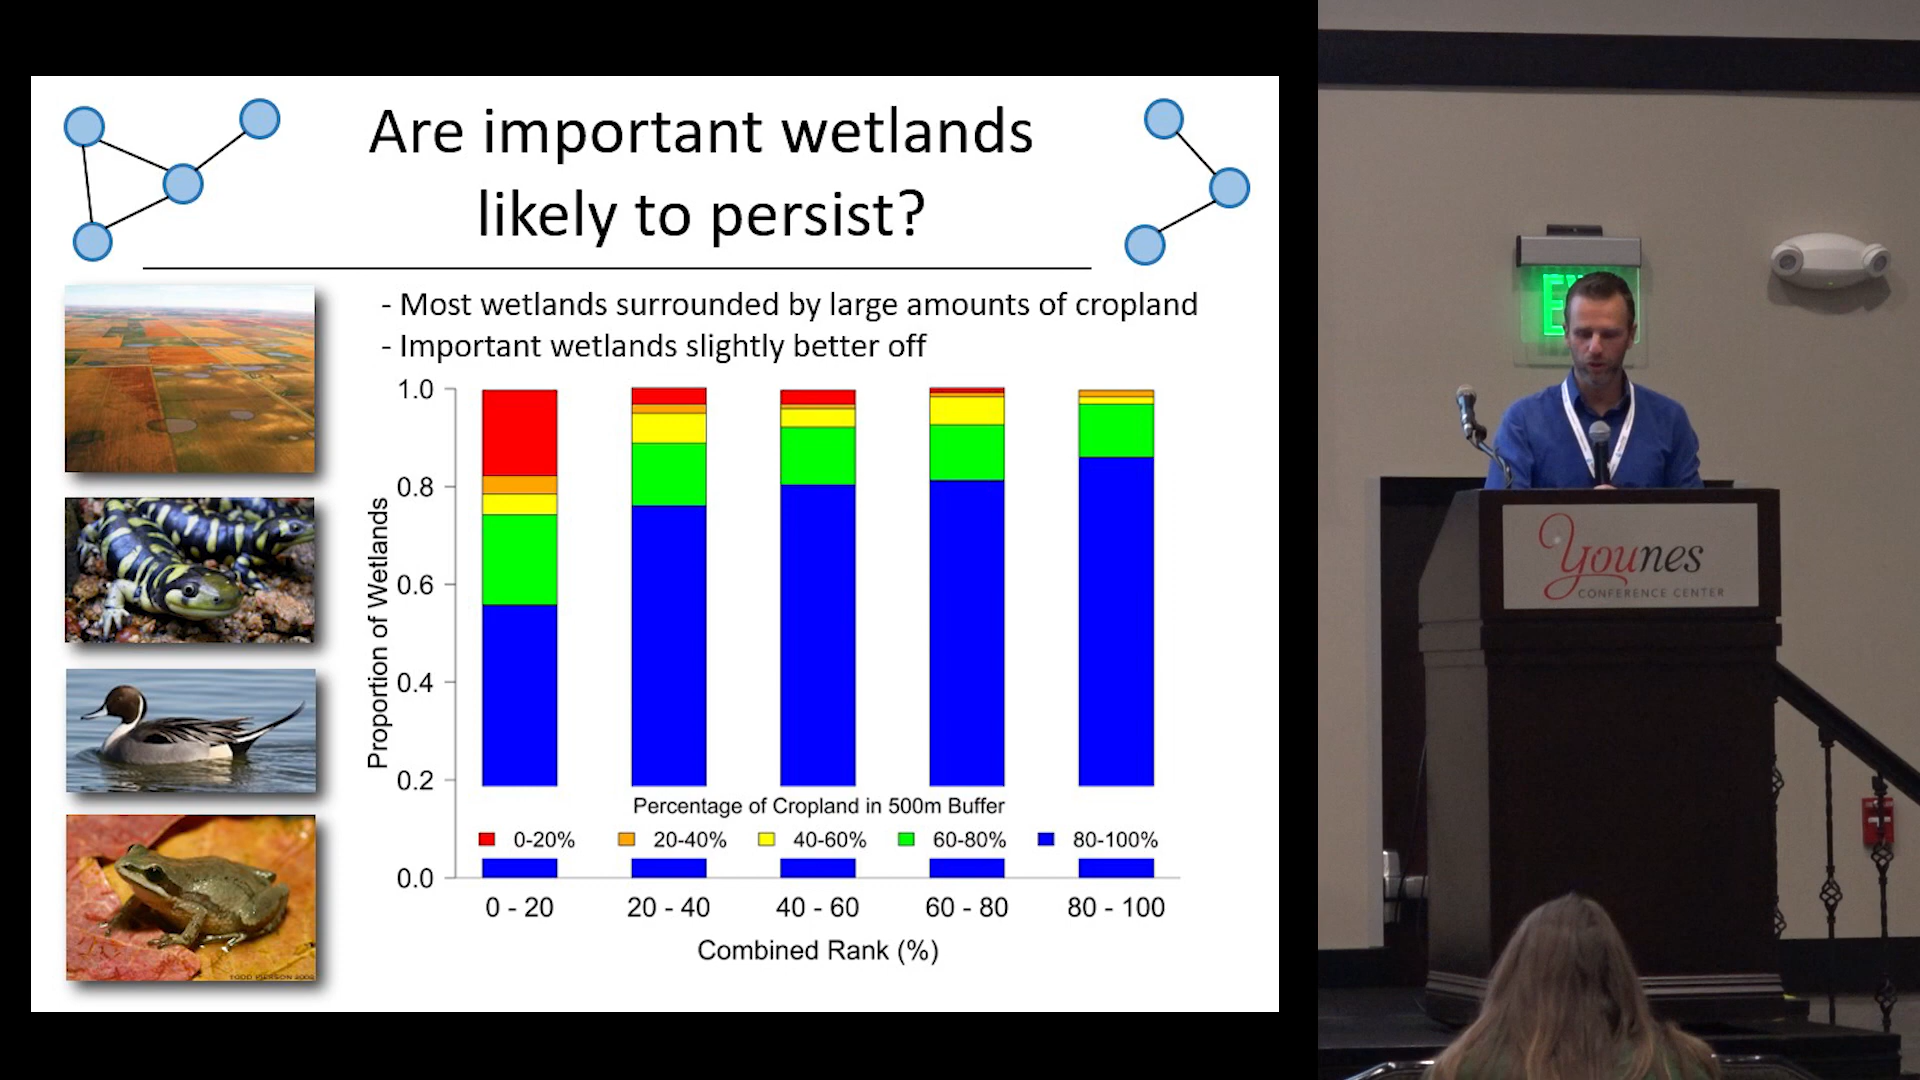 Are important wetlands
likely to persist?
- Most wetlands surrounded by large amounts of cropland
- Important wetlands slightly better off
1.0
0.8
0.6
0.4
0.2
0.0
Proportion of Wetlands
Percentage of Cropland in 500m Buffer
0-20% 20-40% 40-60% 60-80% 80-100%
0 - 20 20 - 40 40 - 60 60 - 80 80 - 100
Combined Rank (%)
younes
CONFERENCE CENTER